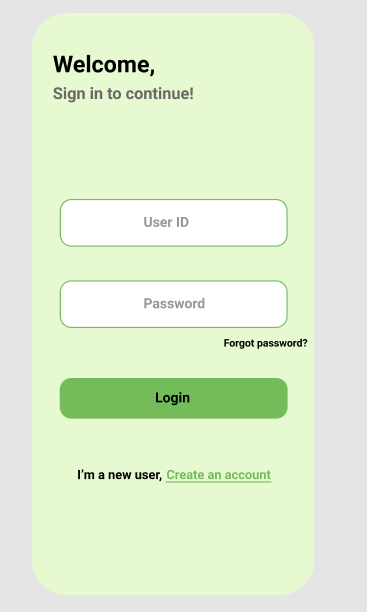 Welcome,
Sign in to continue!
User ID
Password
Forgot password?
Login
I'm a new user, Create an account